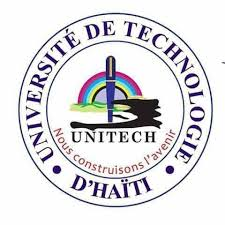 UNIVERSITÉ DE TECHNOLOGIE
UNITECH
Nous construisons l'avenir
D'HAÏTI